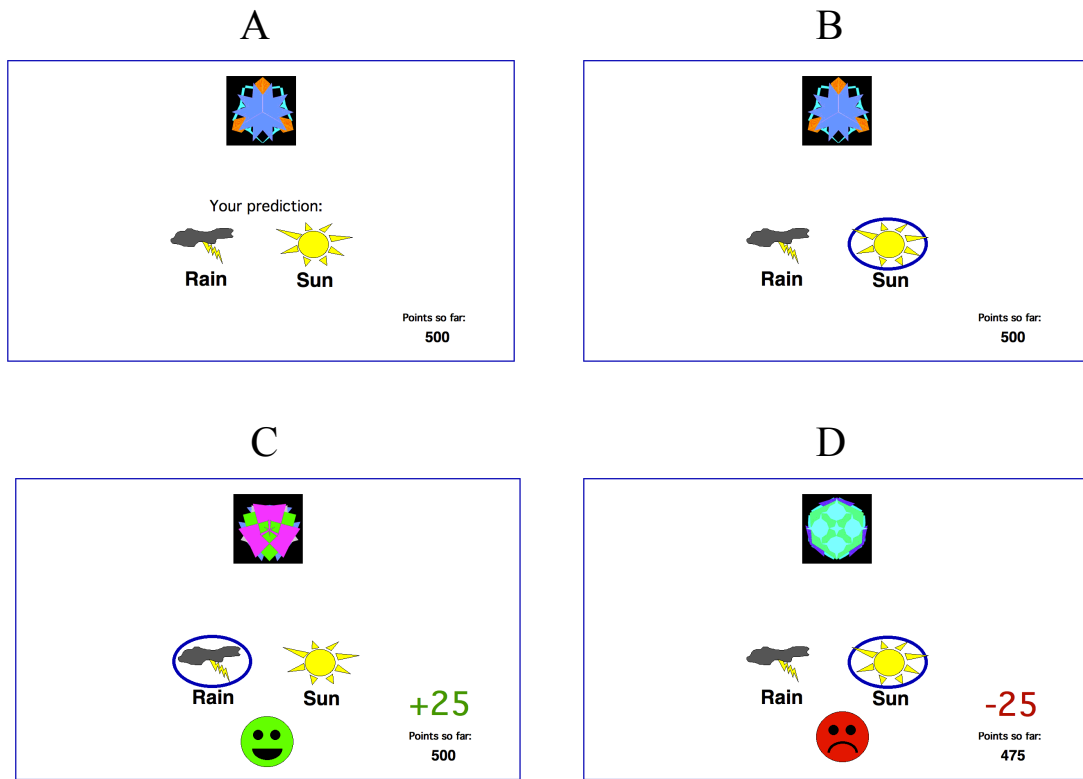 A
B
Your prediction:
Rain
Sun
Points so far:
500
Rain
Sun
Points so far:
500
C
D
Rain
Sun
+25
Points so far:
500
Rain
Sun
-25
Points so far:
475